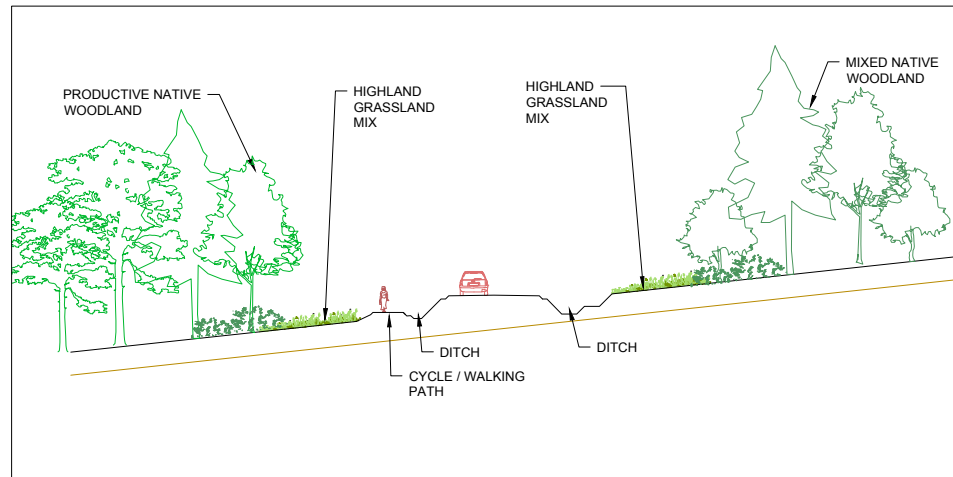 PRODUCTIVE NATIVE
WOODLAND
HIGHLAND
GRASSLAND
MIX
HIGHLAND
GRASSLAND
MIX
MIXED NATIVE
WOODLAND
DITCH
CYCLE / WALKING
PATH
DITCH